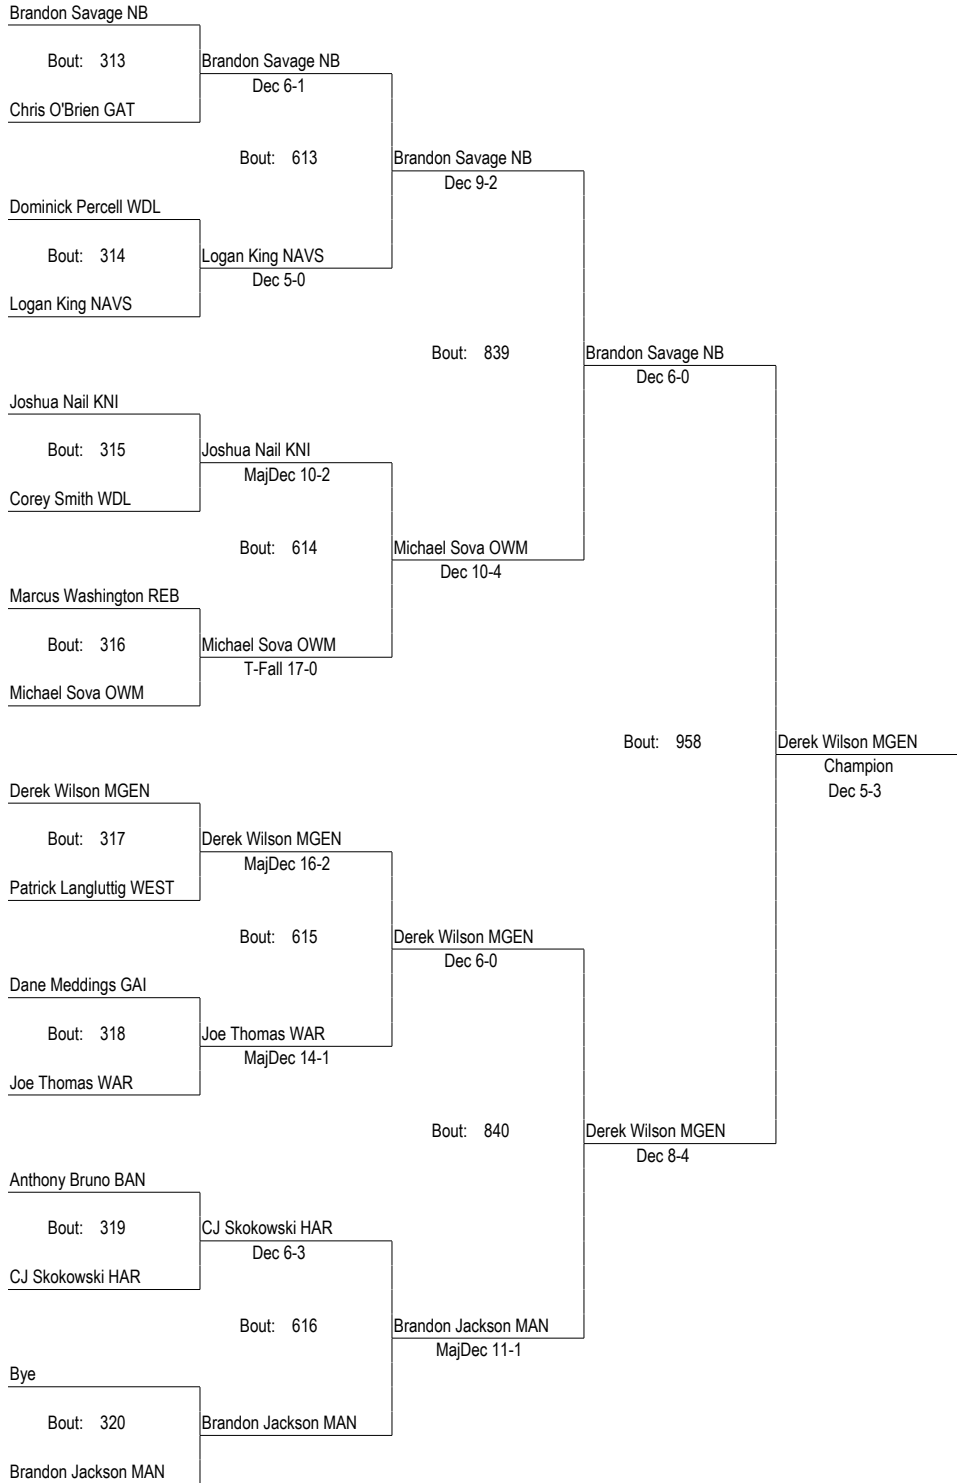 Brandon Savage NB
Bout: 313
Brandon Savage NB
Dec 6-1
Chris O'Brien GAT
Bout: 613
Brandon Savage NB
Dec 9-2
Dominick Percell WDL
Bout: 314
Logan King NAVS
Dec 5-0
Logan King NAVS
Bout: 839
Brandon Savage NB
Dec 6-0
Joshua Nail KNI
Bout: 315
Joshua Nail KNI
MajDec 10-2
Corey Smith WDL
Bout: 614
Michael Sova OWM
Dec 10-4
Marcus Washington REB
Bout: 316
Michael Sova OWM
T-Fall 17-0
Michael Sova OWM
Bout: 958
Derek Wilson MGEN
Champion
Dec 5-3
Derek Wilson MGEN
Bout: 317
Derek Wilson MGEN
MajDec 16-2
Patrick Langluttig WEST
Bout: 615
Derek Wilson MGEN
Dec 6-0
Dane Meddings GAI
Bout: 318
Joe Thomas WAR
MajDec 14-1
Joe Thomas WAR
Bout: 840
Derek Wilson MGEN
Dec 8-4
Anthony Bruno BAN
Bout: 319
CJ Skokowski HAR
Dec 6-3
CJ Skokowski HAR
Bout: 616
Brandon Jackson MAN
MajDec 11-1
Bye
Bout: 320
Brandon Jackson MAN
Brandon Jackson MAN